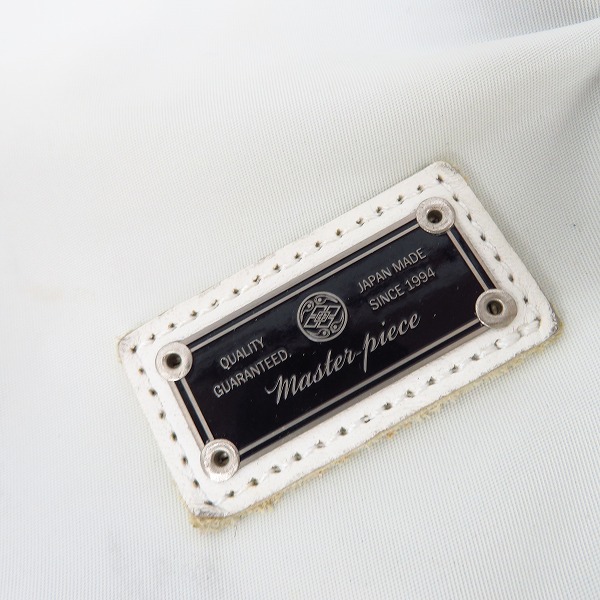 QUALITY
GUARANTEED.
JAPAN MADE
SINCE 1994
Master-piece